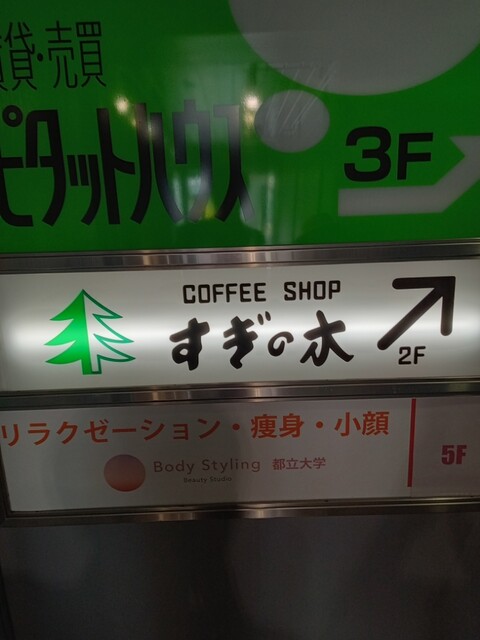 賃貸・売買
ピタットハウス
3F
COFFEE SHOP
すぎの木
2F
リラクゼーション・痩身・小顔
Body Styling 都立大学
Beauty Studio
5F